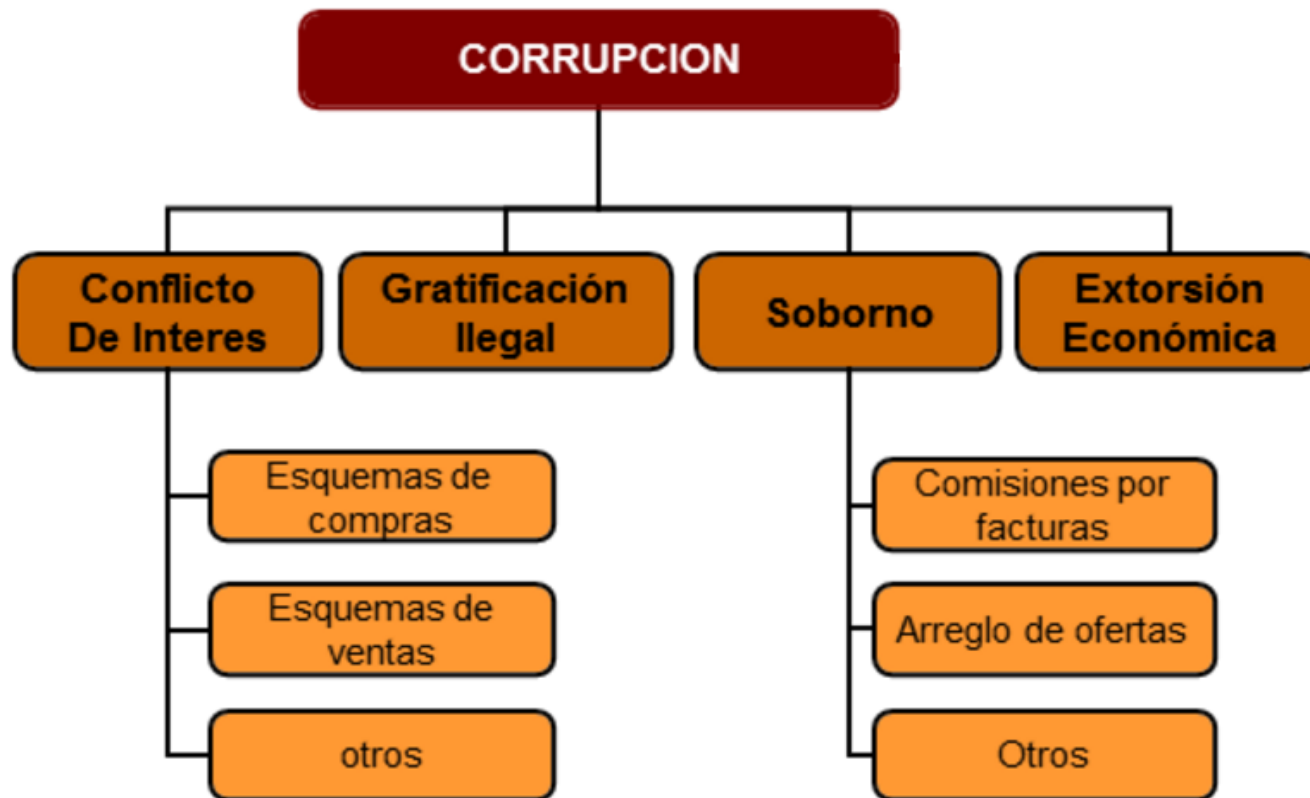 CORRUPCION
Conflicto
De Interes
Gratificación
Ilegal
Soborno
Extorsión
Económica
Esquemas de
compras
Esquemas de
ventas
otros
Comisiones por
facturas
Arreglo de ofertas
Otros